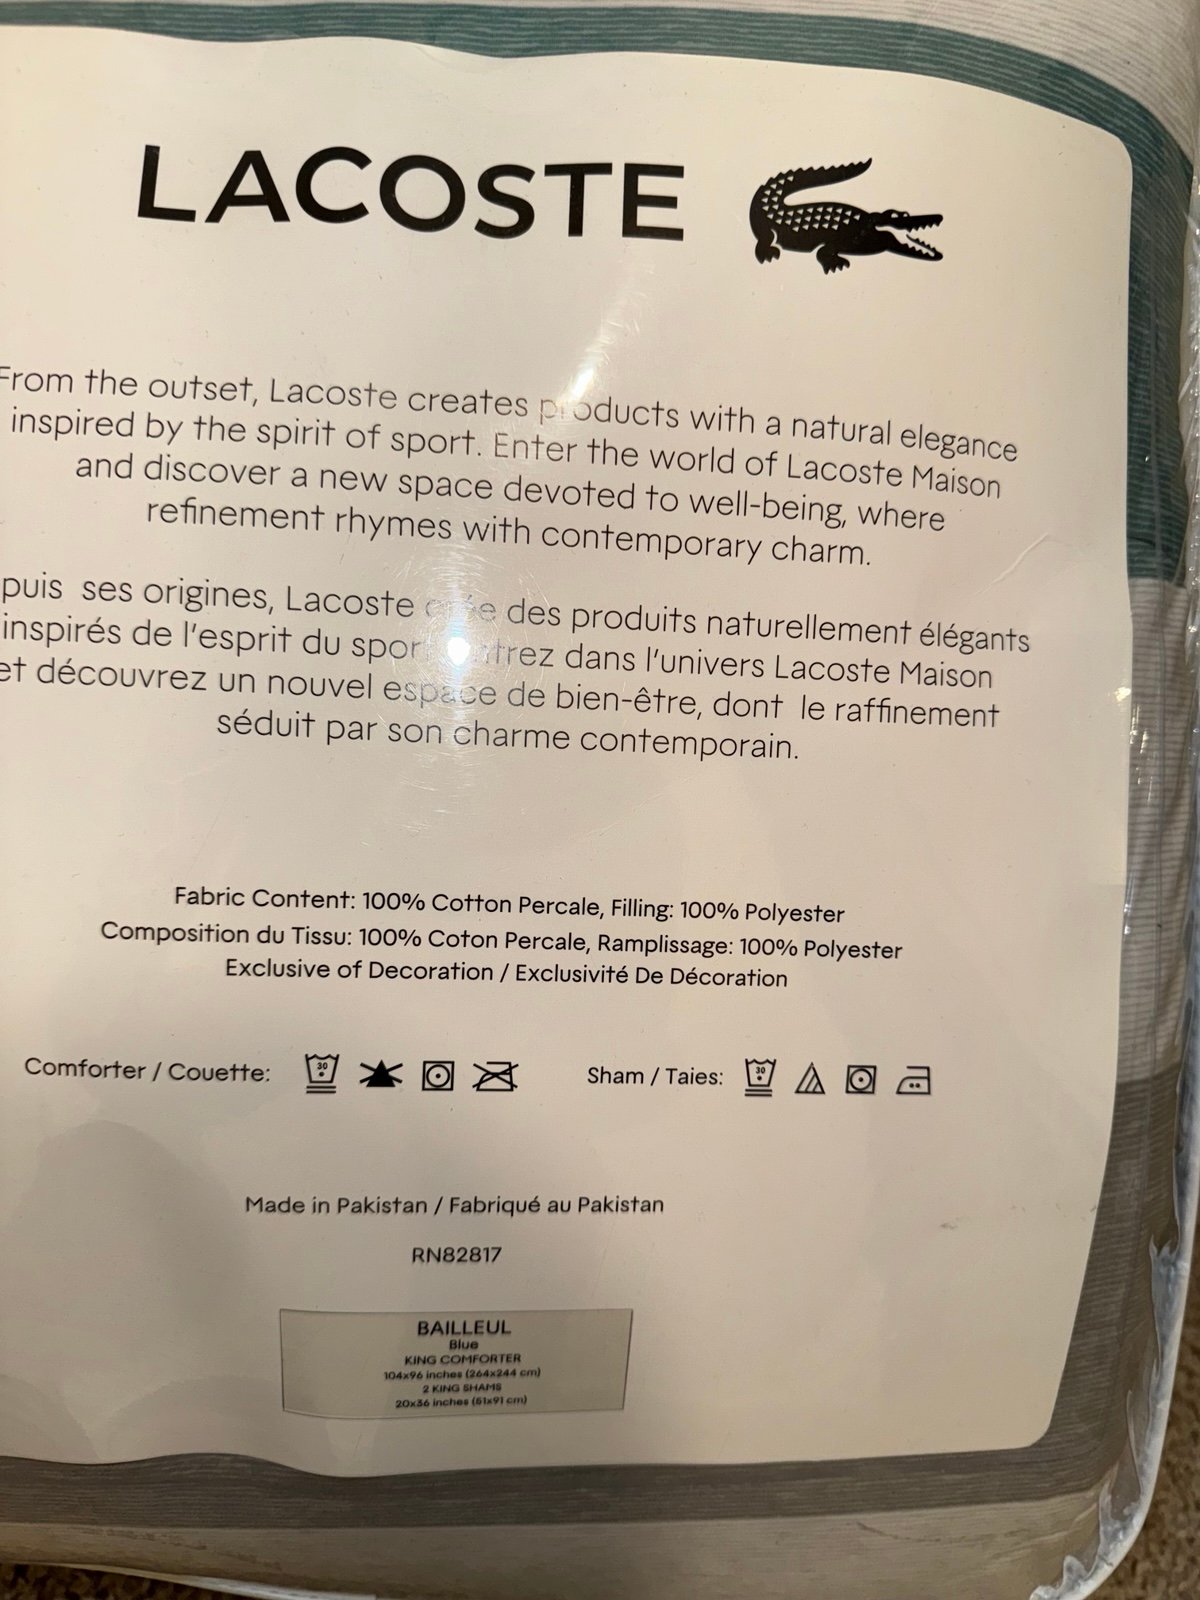 LACOSTE
From the outset, Lacoste creates products with a natural elegance
inspired by the spirit of sport. Enter the world of Lacoste Maison
and discover a new space devoted to well-being, where
refinement rhymes with contemporary charm.
puis ses origines, Lacoste crée des produits naturellement élégants
inspirés de l'esprit du sport. Entrez dans l'univers Lacoste Maison
et découvrez un nouvel espace de bien-être, dont le raffinement
séduit par son charme contemporain.
Fabric Content: 100% Cotton Percale, Filling: 100% Polyester
Composition du Tissu: 100% Coton Percale, Ramplissage: 100% Polyester
Exclusive of Decoration / Exclusivité De Décoration
Comforter / Couette: 30 Sham / Taies: 30
Made in Pakistan / Fabriqué au Pakistan
RN82817
BAILLEUL
Blue
KING COMFORTER
104x96 inches (264x244 cm)
2 KING SHAMS
20x36 inches (51x91 cm)